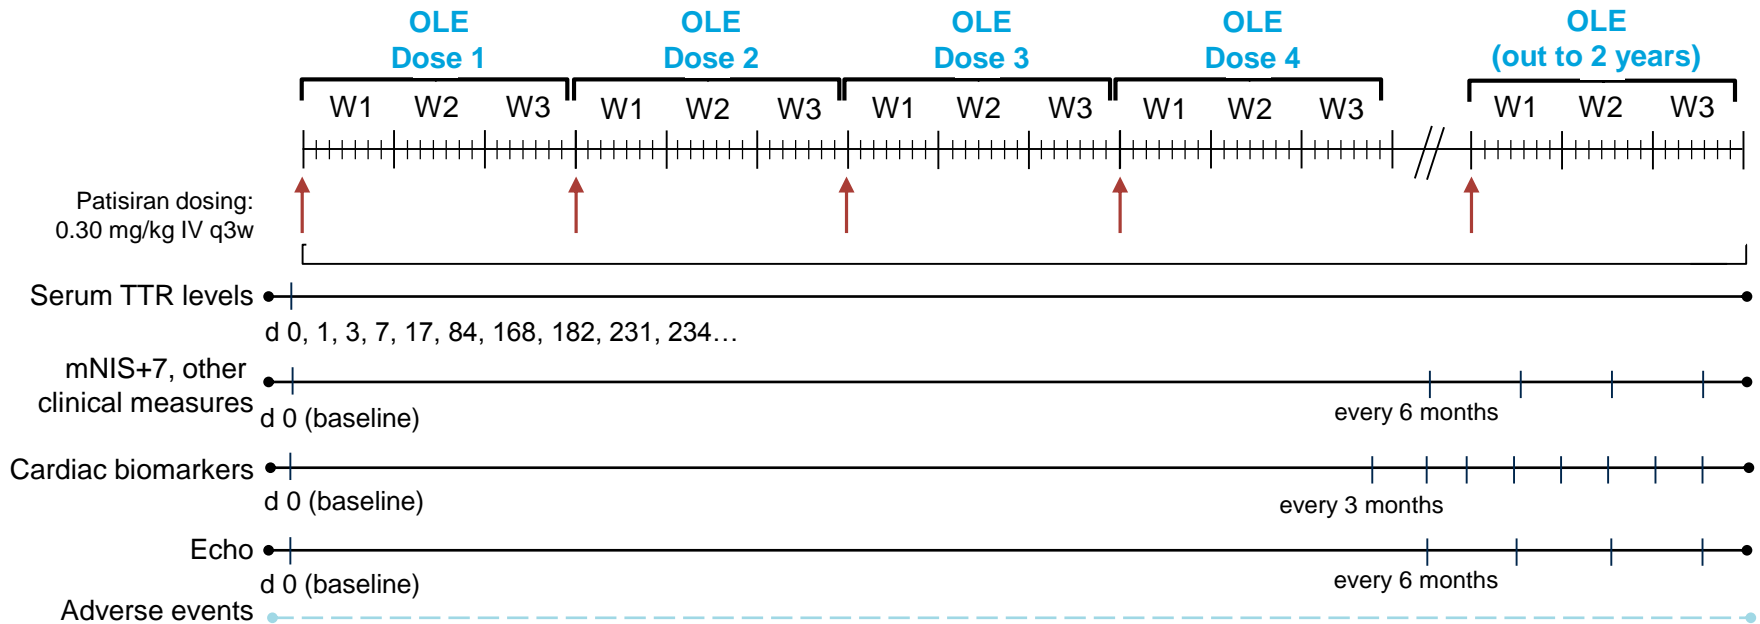 OLE
Dose 1
OLE
Dose 2
OLE
Dose 3
OLE
Dose 4
OLE
(out to 2 years)
W1 W2 W3 W1 W2 W3 W1 W2 W3 W1 W2 W3 W1 W2 W3
Patisiran dosing:
0.30 mg/kg IV q3w
Serum TTR levels
d 0, 1, 3, 7, 17, 84, 168, 182, 231, 234…
mNIS+7, other
clinical measures
d 0 (baseline)
every 6 months
Cardiac biomarkers
d 0 (baseline)
every 3 months
Echo
d 0 (baseline)
every 6 months
Adverse events